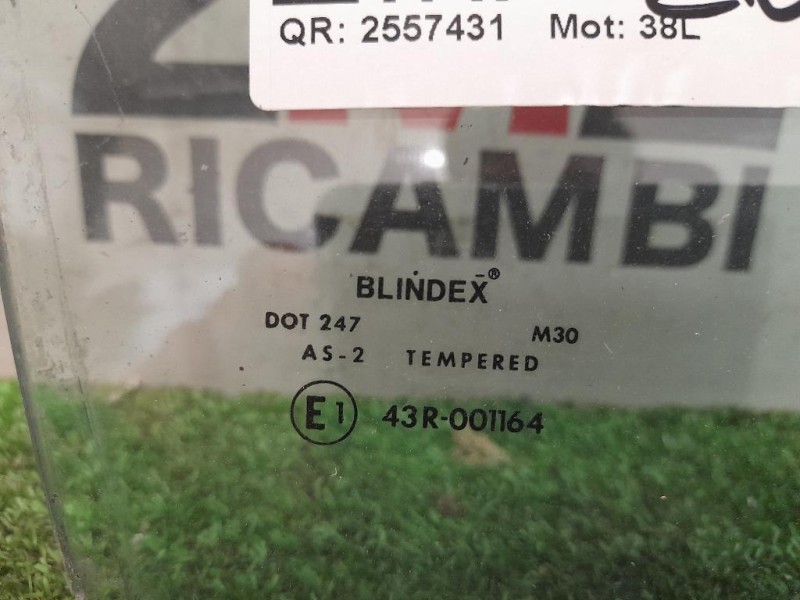 QR: 2557431 Mot: 38L
RICAMBI
BLINDEX®
DOT 247 M30
AS-2 TEMPERED
E1 43R-001164